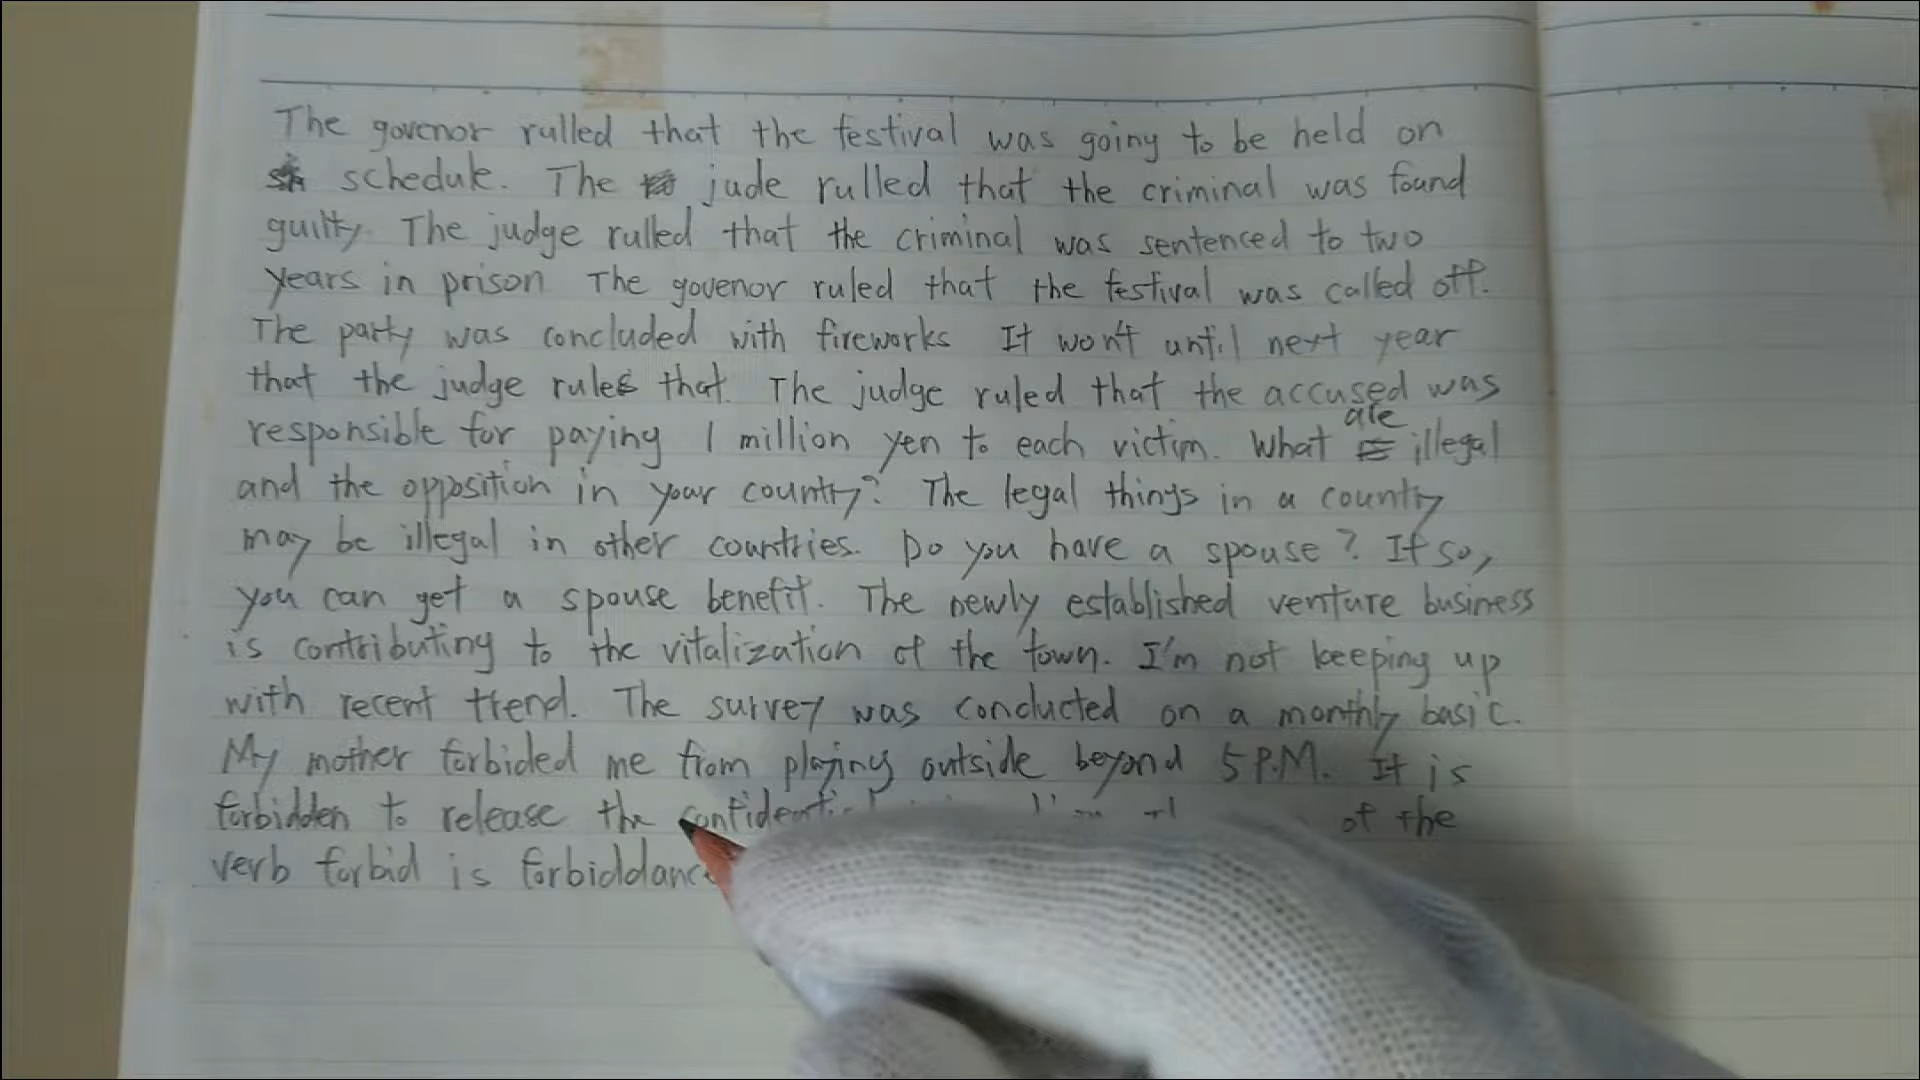 The govenor rulled that the festival was going to be held on
schedule. The jude rulled that the criminal was found
guilty. The judge rulled that the criminal was sentenced to two
years in prison The govenor ruled that the festival was called off.
The party was concluded with fireworks It won't until next year
that the judge rules that. The judge ruled that the accused was
are
responsible for paying 1 million yen to each victim. What illegal
and the opposition in your country? The legal things in a country
may be illegal in other countries. Do you have a spouse? If so,
you can get a spouse benefit. The newly established venture business
is contributing to the vitalization of the town. I'm not keeping up
with recent trend. The survey was conducted on a monthly basic.
My mother forbided me from playing outside beyond 5 P.M. It is
forbidden to release the of the
verb forbid is